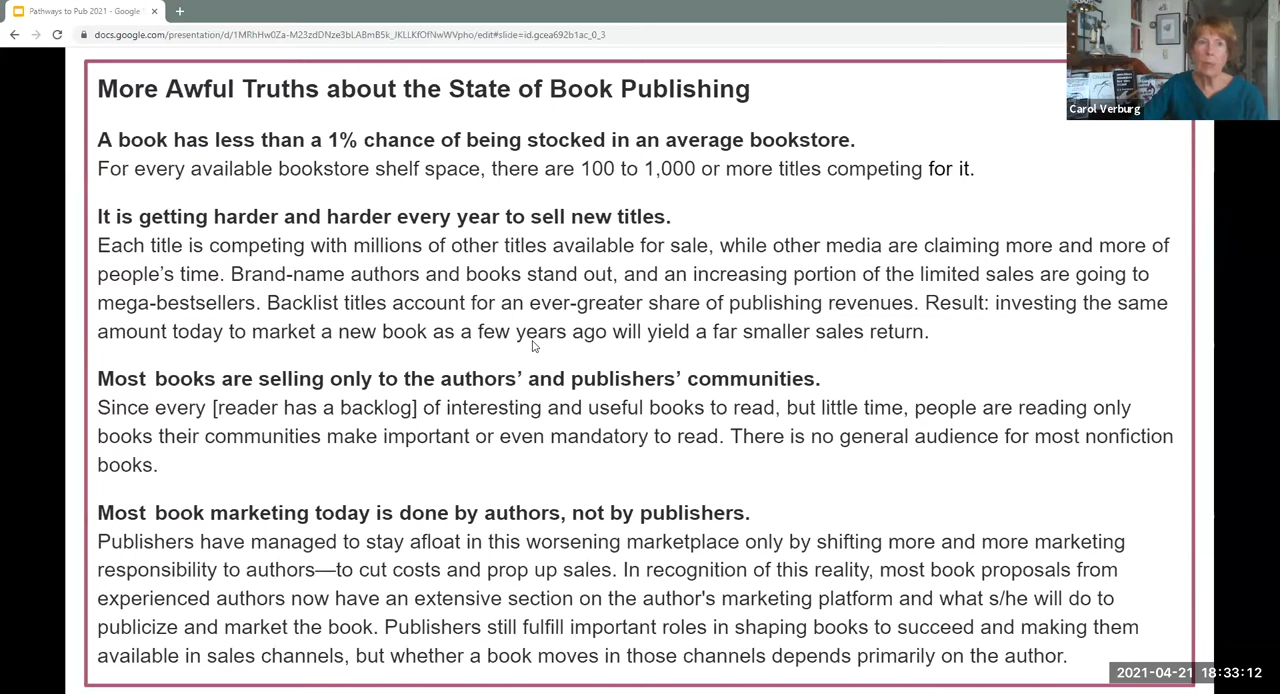 Pathways to Pub 2021 - Google
docs.google.com/presentation/d/1MRhHw0Za-M23zdDNze3bLABmB5k_JKLLKfOfNwWVpho/edit#slide=id.gcea692b1ac_0_3
Carol Verburg
More Awful Truths about the State of Book Publishing
A book has less than a 1% chance of being stocked in an average bookstore.
For every available bookstore shelf space, there are 100 to 1,000 or more titles competing for it.
It is getting harder and harder every year to sell new titles.
Each title is competing with millions of other titles available for sale, while other media are claiming more and more of
people’s time. Brand-name authors and books stand out, and an increasing portion of the limited sales are going to
mega-bestsellers. Backlist titles account for an ever-greater share of publishing revenues. Result: investing the same
amount today to market a new book as a few years ago will yield a far smaller sales return.
Most books are selling only to the authors’ and publishers’ communities.
Since every [reader has a backlog] of interesting and useful books to read, but little time, people are reading only
books their communities make important or even mandatory to read. There is no general audience for most nonfiction
books.
Most book marketing today is done by authors, not by publishers.
Publishers have managed to stay afloat in this worsening marketplace only by shifting more and more marketing
responsibility to authors—to cut costs and prop up sales. In recognition of this reality, most book proposals from
experienced authors now have an extensive section on the author's marketing platform and what s/he will do to
publicize and market the book. Publishers still fulfill important roles in shaping books to succeed and making them
available in sales channels, but whether a book moves in those channels depends primarily on the author.
2021-04-21 18:33:12